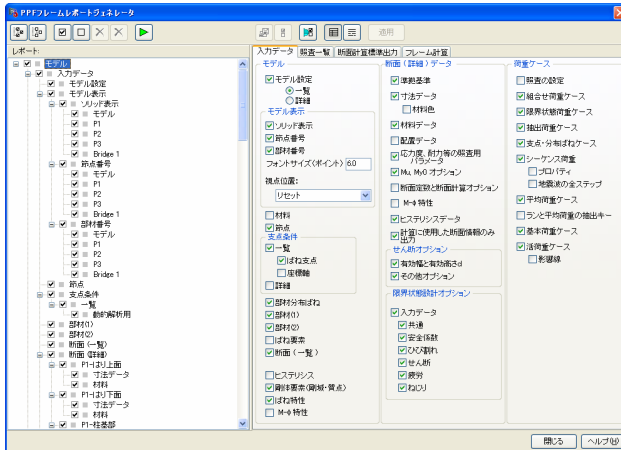 PPFフレームレポートジェネレータ
適用
レポート:
モデル
入力データ
モデル設定
モデル表示
ソリッド表示
モデル
P1
P2
P3
Bridge 1
節点番号
モデル
P1
P2
P3
Bridge 1
部材番号
モデル
P1
P2
P3
Bridge 1
節点
支点条件
一覧
動的解析用
部材(1)
部材(2)
断面 (一覧)
断面 (詳細)
P1-はり上面
寸法データ
材料
P1-はり下面
寸法データ
材料
P1-柱基部
入力データ 照査一覧 断面計算標準出力 フレーム計算
モデル
モデル設定
一覧
詳細
モデル表示
ソリッド表示
節点番号
部材番号
フォントサイズ(ポイント) 6.0
視点位置:
リセット
材料
節点
支点条件
一覧
ばね支点
座標軸
詳細
部材分布ばね
部材(1)
部材(2)
ばね要素
断面 ( 一覧 )
ヒステリシス
剛体要素(剛域・質点)
ばね特性
M-φ 特性
断面 ( 詳細 ) データ
準拠基準
寸法データ
材料色
材料データ
配置データ
応力度、耐力等の照査用
パラメータ
Mu, My0 オプション
断面定数と断面計算オプション
M-φ 特性
ヒステリシスデータ
計算に使用した断面情報のみ
出力
せん断オプション
有効幅と有効高さd
その他オプション
限界状態設計オプション
入力データ
共通
安全係数
ひび割れ
せん断
疲労
ねじり
荷重ケース
照査の設定
組合せ荷重ケース
限界状態荷重ケース
抽出荷重ケース
支点・分布ばねケース
シーケンス荷重
プロパティ
地震波の全ステップ
平均荷重ケース
ランと平均荷重の抽出キー
基本荷重ケース
活荷重ケース
影響線
閉じる
ヘルプ(H)